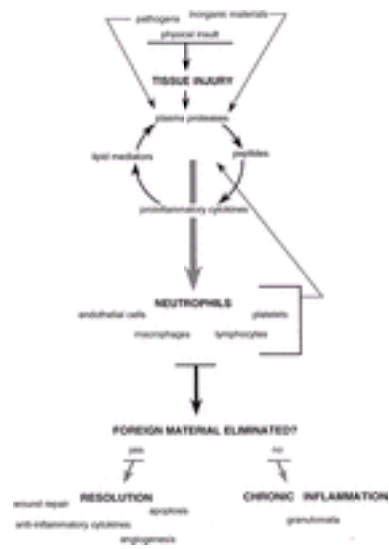 pathogens
inorganic materials
physical insult
TISSUE INJURY
plasma proteases
lipid mediators
peptides
proinflammatory cytokines
NEUTROPHILS
endothelial cells
platelets
macrophages
lymphocytes
FOREIGN MATERIAL ELIMINATED?
yes
no
RESOLUTION
CHRONIC INFLAMMATION
wound repair
apoptosis
granulomata
anti-inflammatory cytokines
angiogenesis